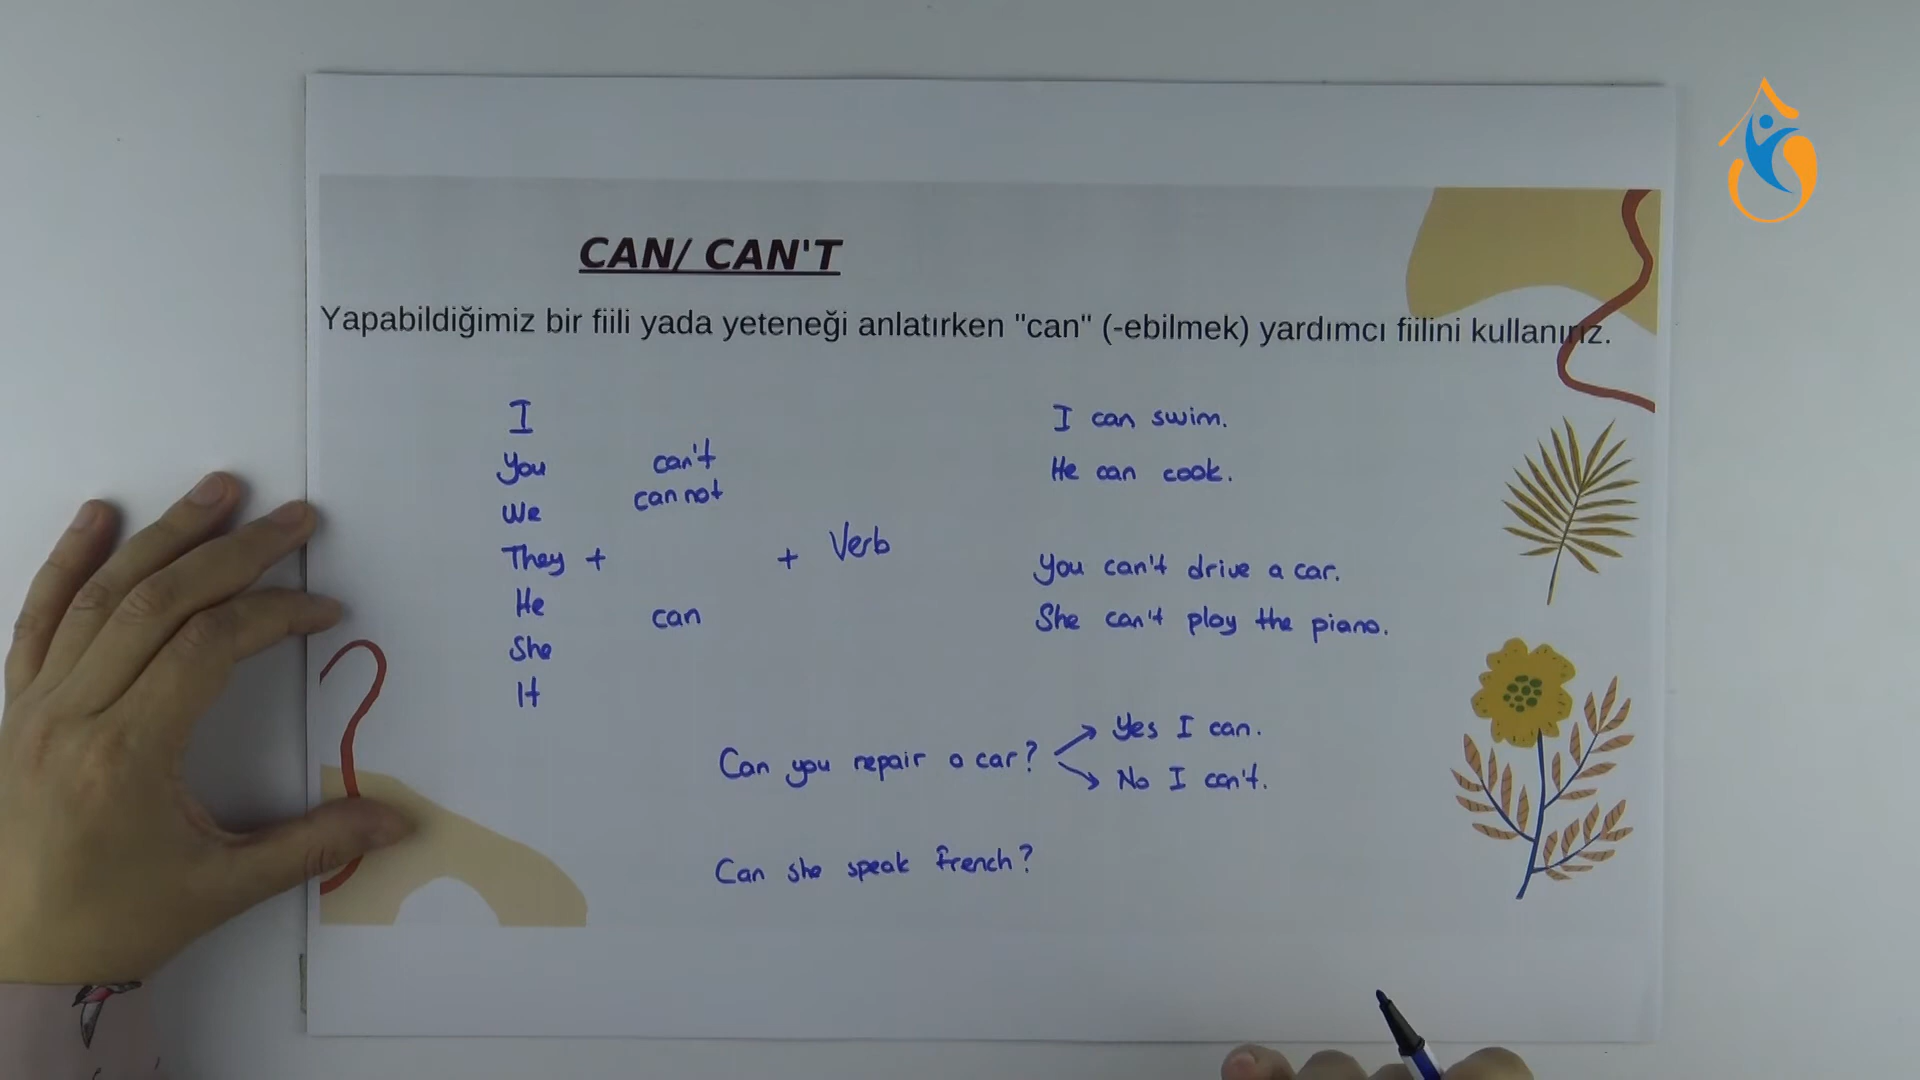 CAN/ CAN'T
Yapabildiğimiz bir fiili yada yeteneği anlatırken "can" (-ebilmek) yardımcı fiilini kullanırız.
I
You
We
They +
He
She
It
can't
can not
can
+ Verb
I can swim.
He can cook.
You can't drive a car.
She can't play the piano.
Can you repair a car?
Yes I can.
No I can't.
Can she speak French?